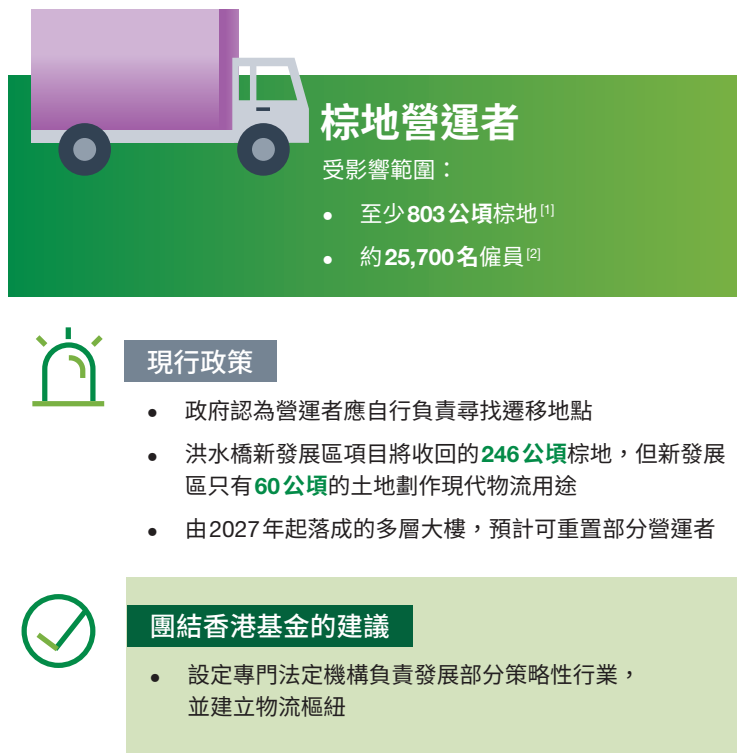 棕地營運者
受影響範圍：
• 至少803公頃棕地[1]
• 約25,700名僱員[2]
現行政策
• 政府認為營運者應自行負責尋找遷移地點
• 洪水橋新發展區項目將收回的246公頃棕地，但新發展
區只有60公頃的土地劃作現代物流用途
• 由2027年起落成的多層大樓，預計可重置部分營運者
團結香港基金的建議
• 設定專門法定機構負責發展部分策略性行業，
並建立物流樞紐